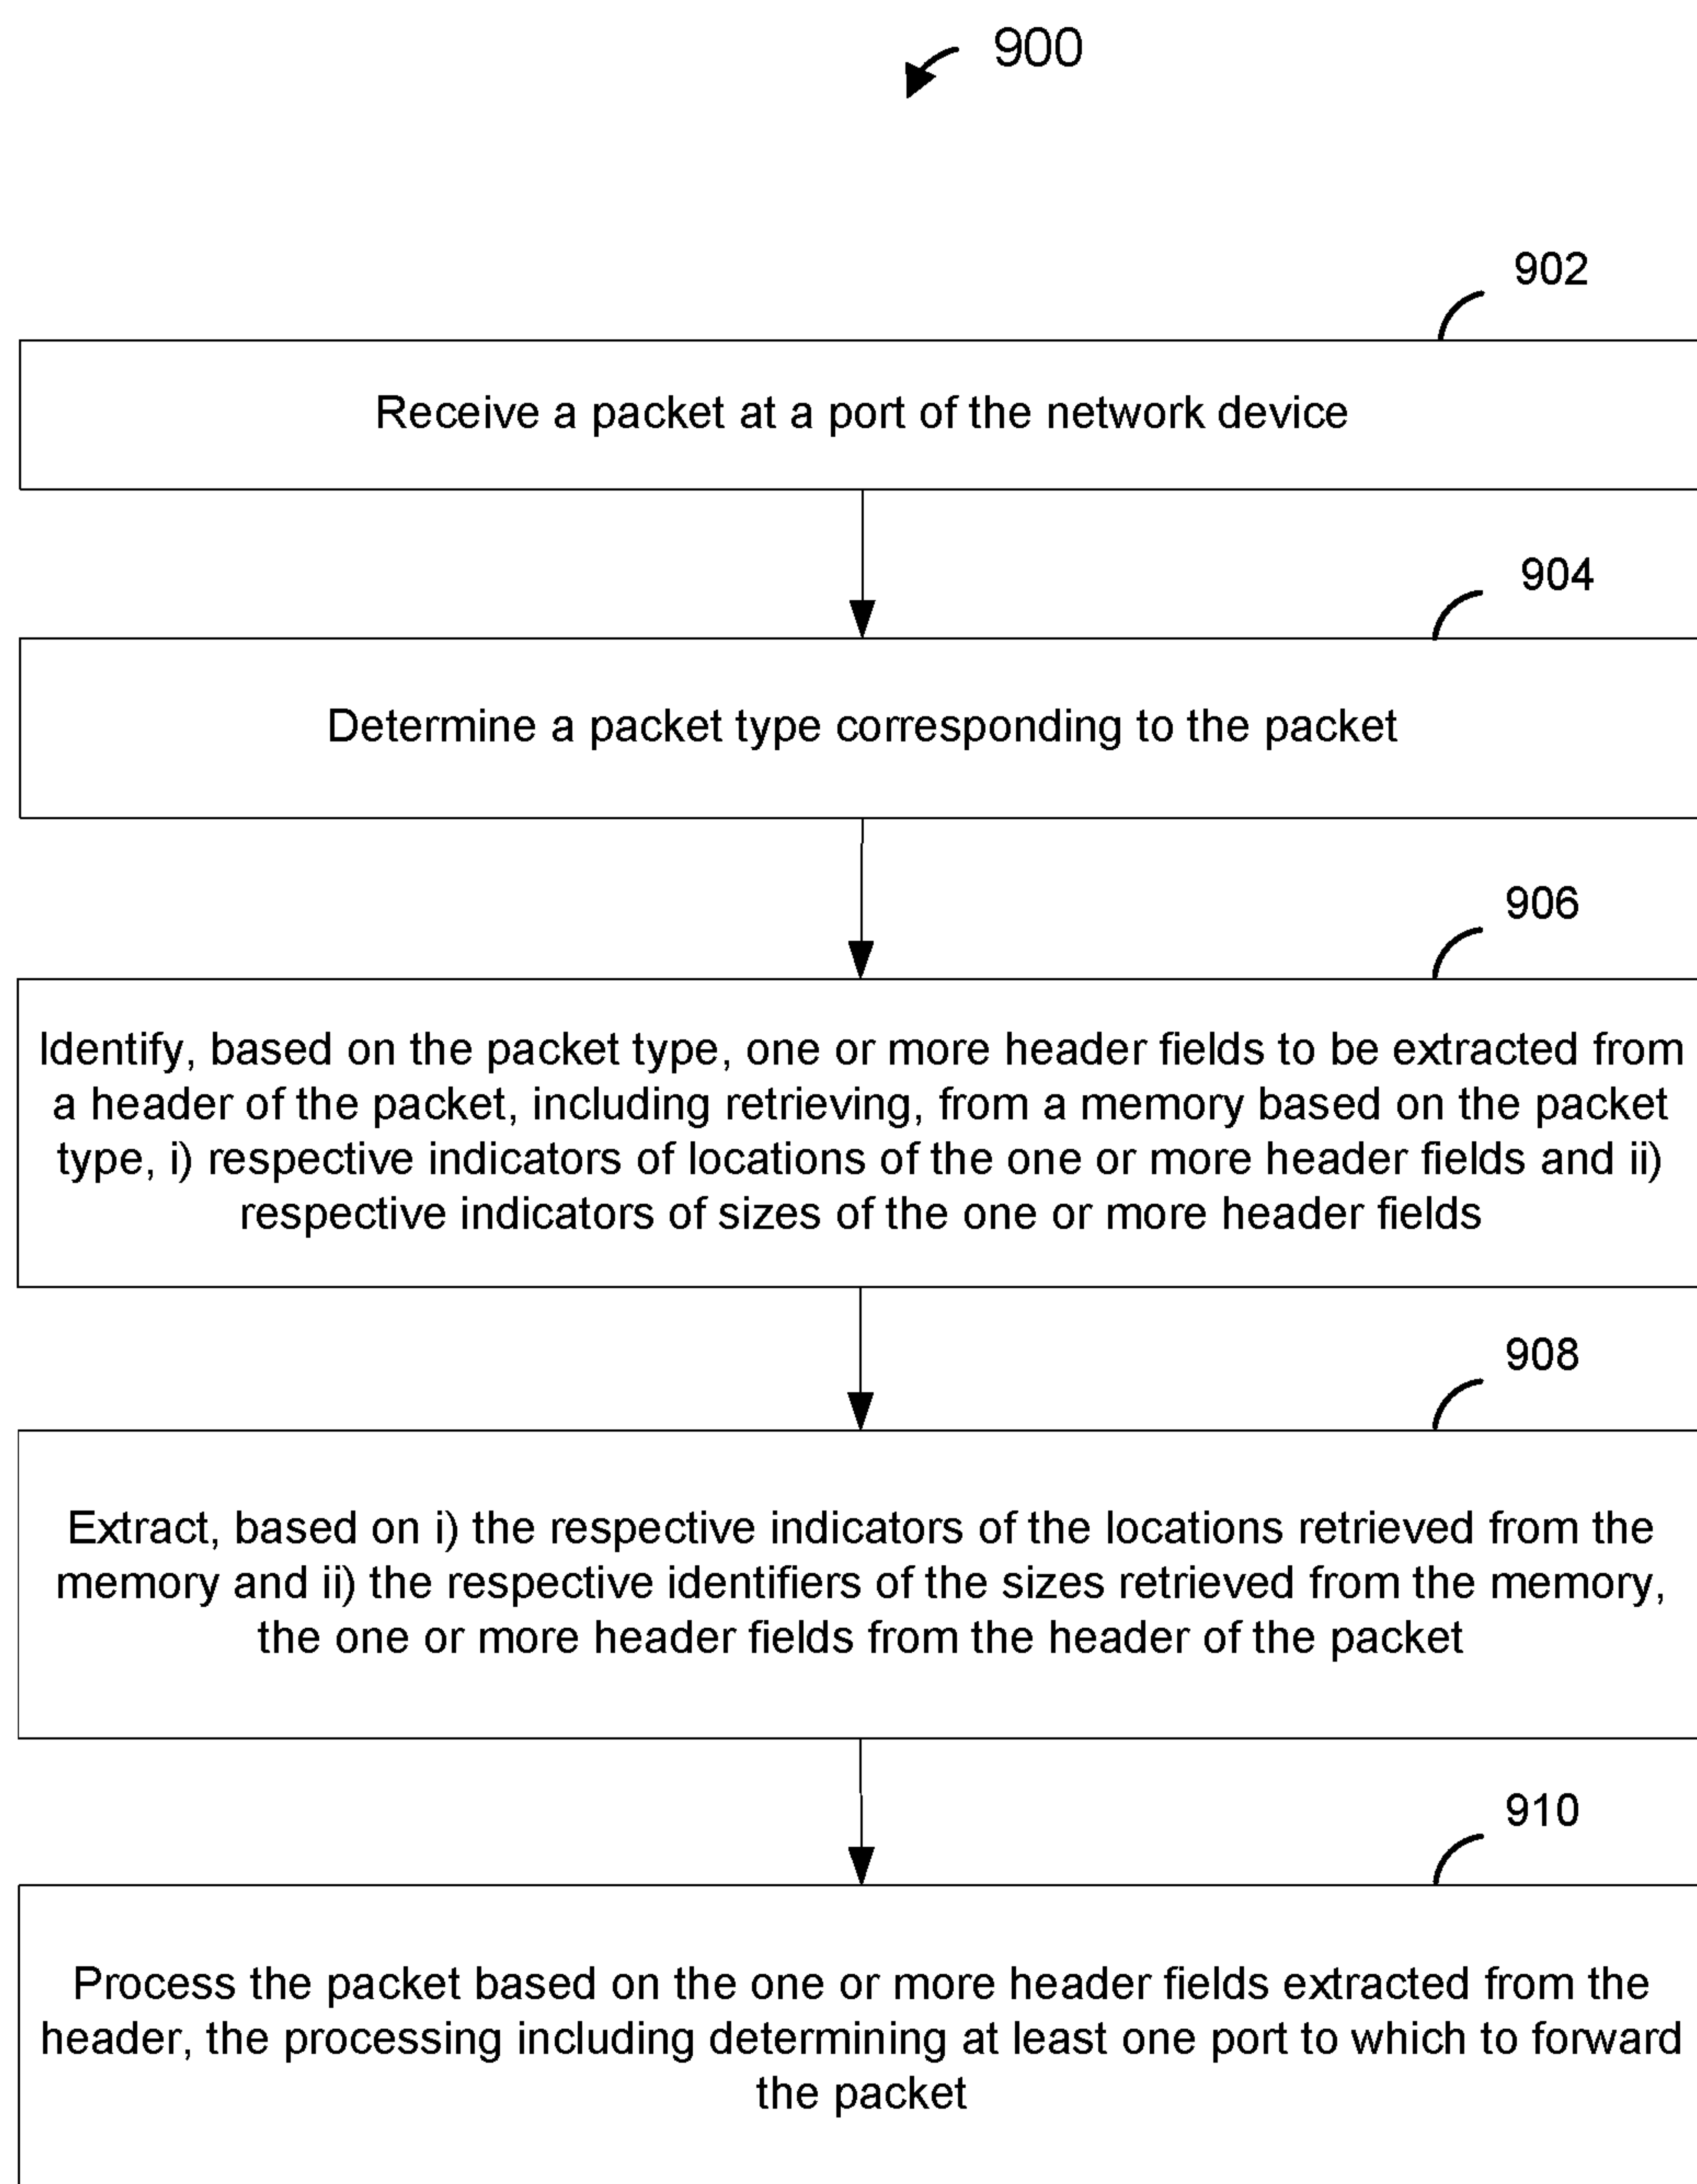 900
902
Receive a packet at a port of the network device
904
Determine a packet type corresponding to the packet
906
Identify, based on the packet type, one or more header fields to be extracted from
a header of the packet, including retrieving, from a memory based on the packet
type, i) respective indicators of locations of the one or more header fields and ii)
respective indicators of sizes of the one or more header fields
908
Extract, based on i) the respective indicators of the locations retrieved from the
memory and ii) the respective identifiers of the sizes retrieved from the memory,
the one or more header fields from the header of the packet
910
Process the packet based on the one or more header fields extracted from the
header, the processing including determining at least one port to which to forward
the packet